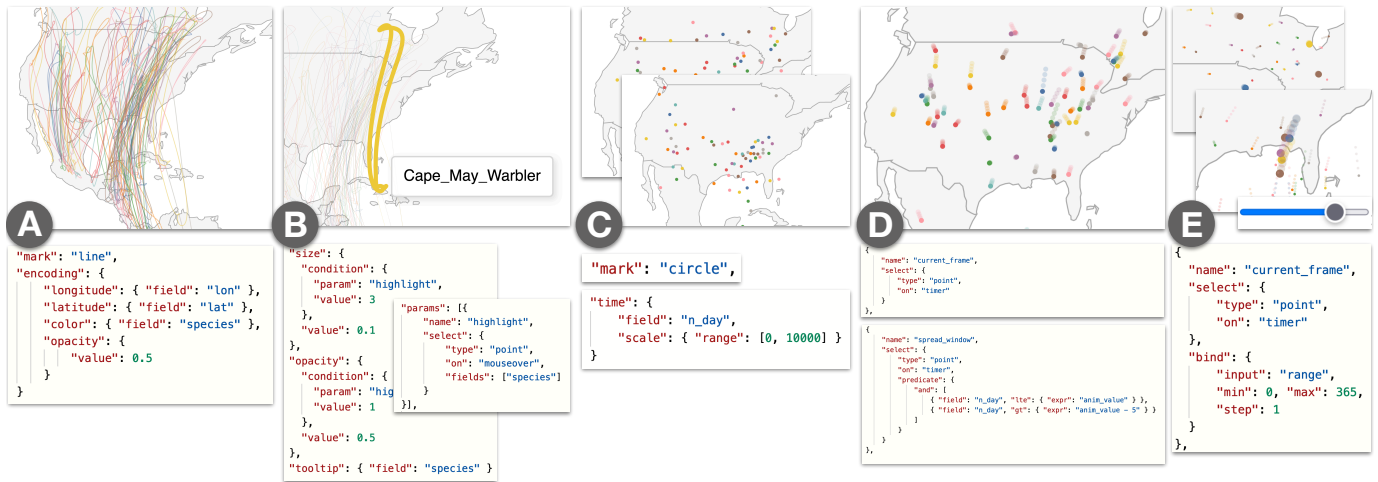 Cape_May_Warbler
A
B
C
D
E
"mark": "line",
"encoding": {
"longitude": { "field": "lon" },
"latitude": { "field": "lat" },
"color": { "field": "species" },
"opacity": {
"value": 0.5
}
}
"size": {
"condition": {
"param": "highlight",
"value": 3
},
"value": 0.1
},
"opacity": {
"condition": {
"param": "hig
"value": 1
},
"value": 0.5
},
"tooltip": { "field": "species" }
"params": [{
"name": "highlight",
"select": {
"type": "point",
"on": "mouseover",
"fields": ["species"]
}
}],
"mark": "circle",
"time": {
"field": "n_day",
"scale": { "range": [0, 10000] }
}
{
"name": "current_frame",
"select": {
"type": "point",
"on": "timer"
}
},
{
"name": "spread_window",
"select": {
"type": "point",
"on": "timer",
"predicate": {
"and": [
{ "field": "n_day", "lte": { "expr": "anim_value" } },
{ "field": "n_day", "gt": { "expr": "anim_value - 5" } }
]
}
}
},
{
"name": "current_frame",
"select": {
"type": "point",
"on": "timer"
},
"bind": {
"input": "range",
"min": 0, "max": 365,
"step": 1
}
},